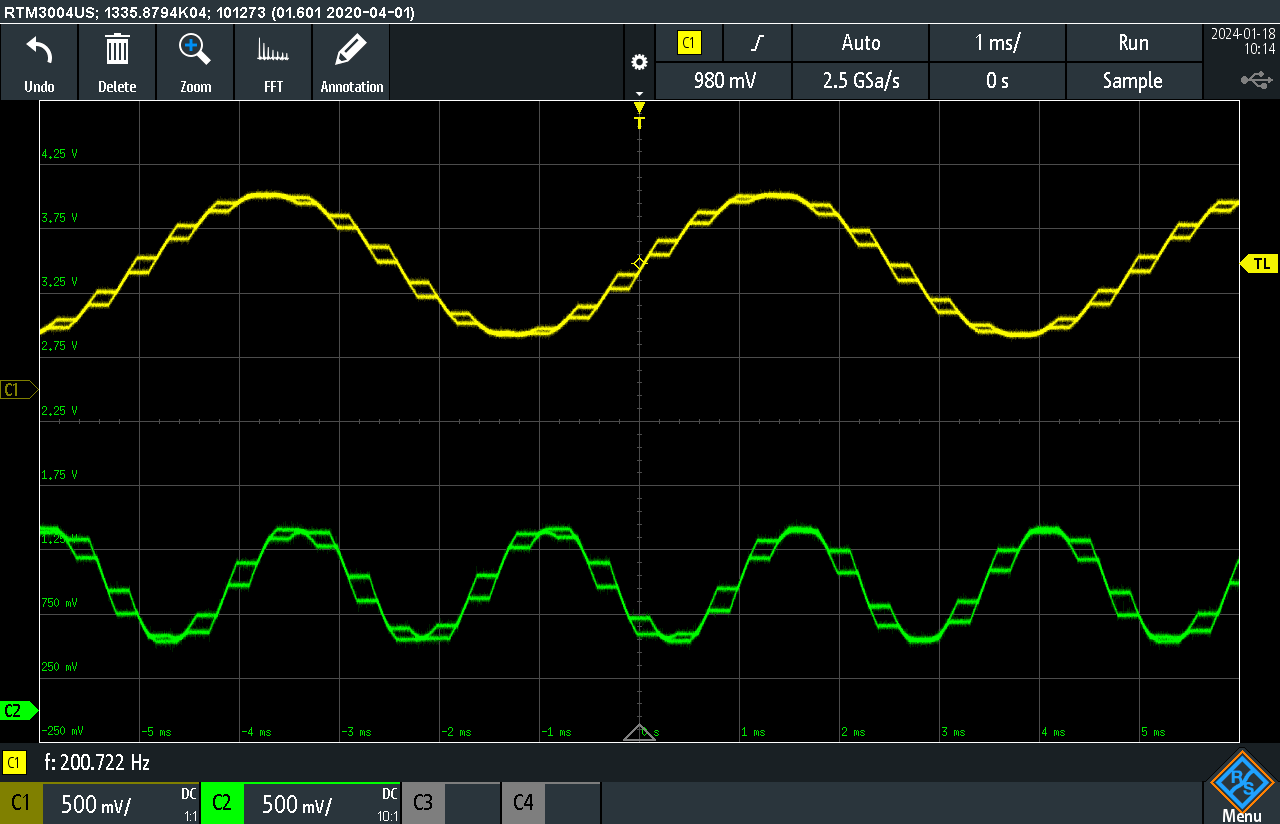 RTM3004US; 1335.8794K04; 101273 (01.601 2020-04-01)
Undo Delete Zoom FFT Annotation
C1 Auto 1 ms/ Run
980 mV 2.5 GSa/s 0 s Sample
2024-01-18
10:14
T
4.25 V
3.75 V
3.25 V
TL
2.75 V
C1
2.25 V
1.75 V
1.25 V
750 mV
250 mV
C2
-250 mV -5 ms -4 ms -3 ms -2 ms -1 ms 0 s 1 ms 2 ms 3 ms 4 ms 5 ms
C1 f: 200.722 Hz
C1 500 mV/ DC 1:1 C2 500 mV/ DC 10:1 C3 C4
R S
Menu